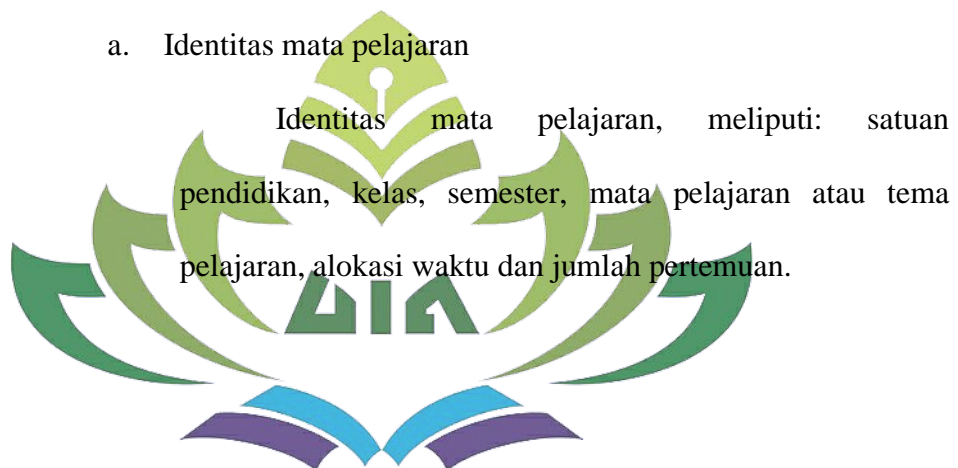 a. Identitas mata pelajaran
Identitas mata pelajaran, meliputi: satuan
pendidikan, kelas, semester, mata pelajaran atau tema
pelajaran, alokasi waktu dan jumlah pertemuan.
UIN